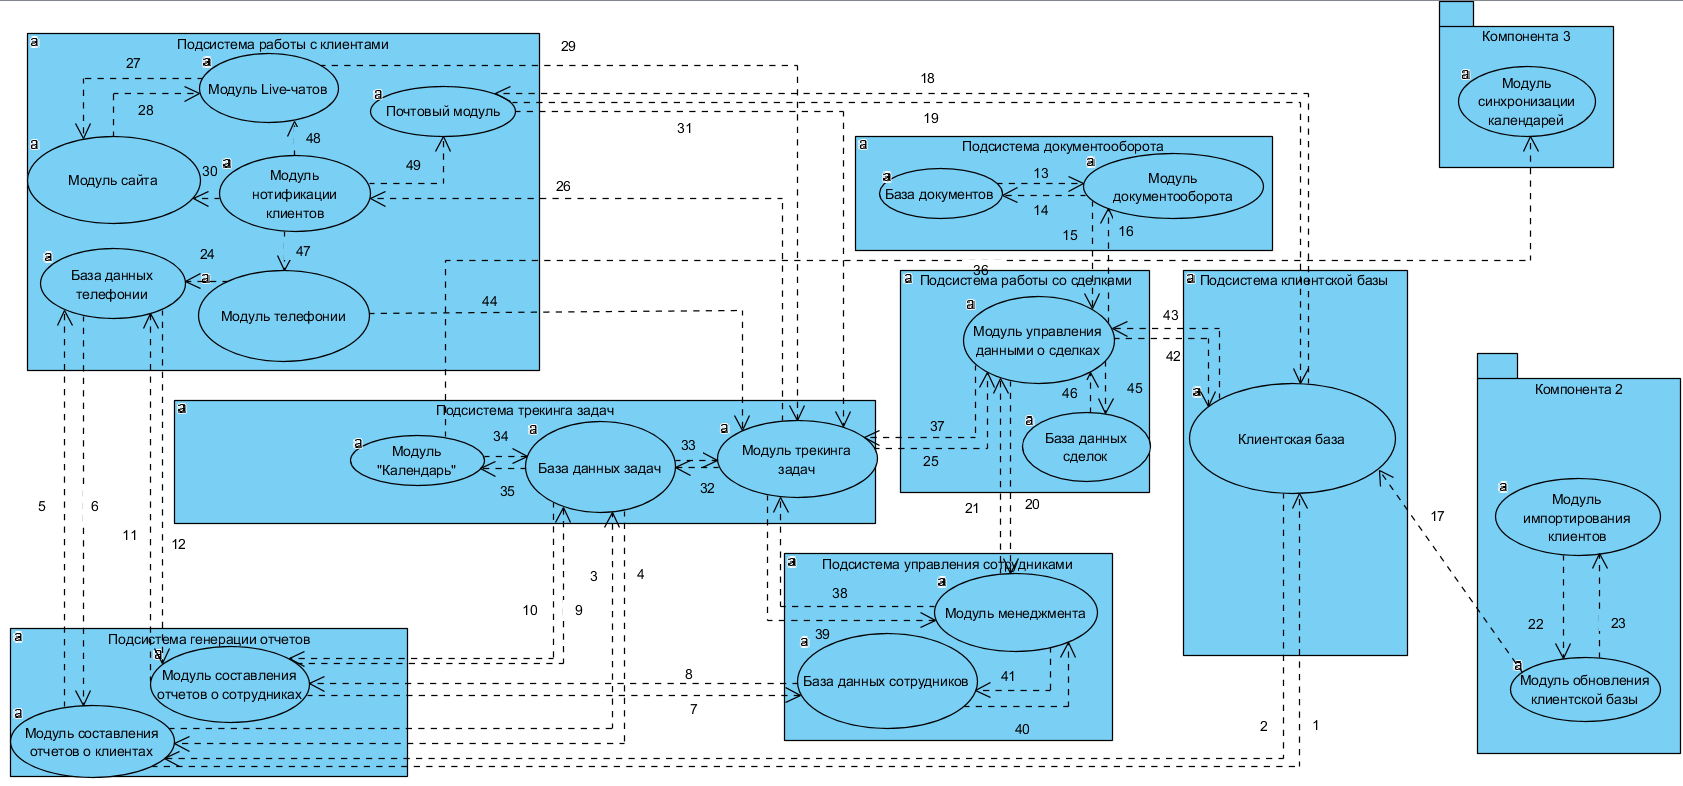 Подсистема работы с клиентами
a
Модуль Live-чатов
a
Почтовый модуль
a
Модуль сайта
a
Модуль
нотификации
клиентов
a
База данных
телефонии
a
Модуль телефонии
a
27
28
48
49
30
47
24
29
31
26
44
18
19
Компонента 3
Модуль
синхронизации
календарей
a
Подсистема документооборота
a
База документов
a
Модуль
документооборота
a
13
14
15
16
36
Подсистема работы со сделками
a
Модуль управления
данными о сделках
a
База данных
сделок
a
46
45
43
42
37
25
21
20
Подсистема клиентской базы
a
Клиентская база
a
17
Компонента 2
Модуль
импортирования
клиентов
a
22
23
Модуль обновления
клиентской базы
a
Подсистема трекинга задач
a
Модуль
"Календарь"
a
База данных задач
a
Модуль трекинга
задач
a
34
35
33
32
5
6
11
12
10
9
3
4
Подсистема управления сотрудниками
a
Модуль менеджмента
a
База данных сотрудников
a
38
39
41
40
8
7
2
1
Подсистема генерации отчетов
a
Модуль составления
отчетов о сотрудниках
a
Модуль составления
отчетов о клиентах
a